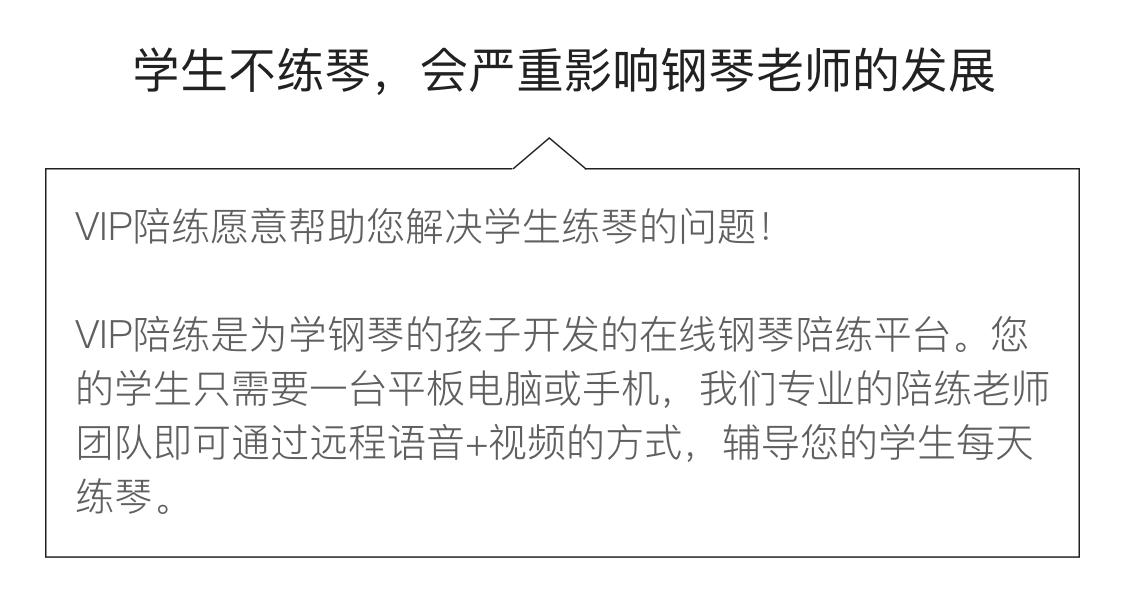 学生不练琴，会严重影响钢琴老师的发展
VIP陪练愿意帮助您解决学生练琴的问题！
VIP陪练是为学钢琴的孩子开发的在线钢琴陪练平台。您
的学生只需要一台平板电脑或手机，我们专业的陪练老师
团队即可通过远程语音+视频的方式，辅导您的学生每天
练琴。